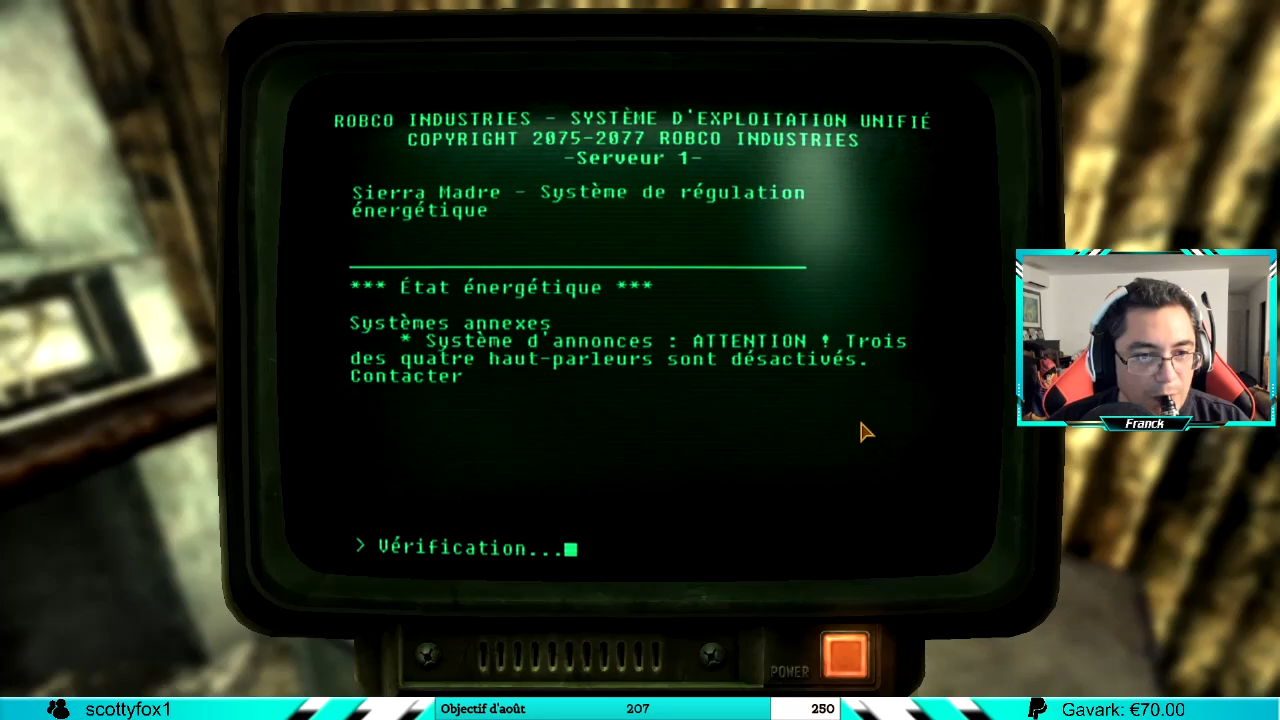 ROBCO INDUSTRIES - SYSTÈME D'EXPLOITATION UNIFIÉ
COPYRIGHT 2075-2077 ROBCO INDUSTRIES
-Serveur 1-
Sierra Madre - Système de régulation
énergétique
*** État énergétique ***
Systèmes annexes
* Système d'annonces : ATTENTION ! Trois
des quatre haut-parleurs sont désactivés.
Contacter
> Vérification...
Franck
POWER
scottyfox1
Objectif d'août 207 250
Gavark: €70.00